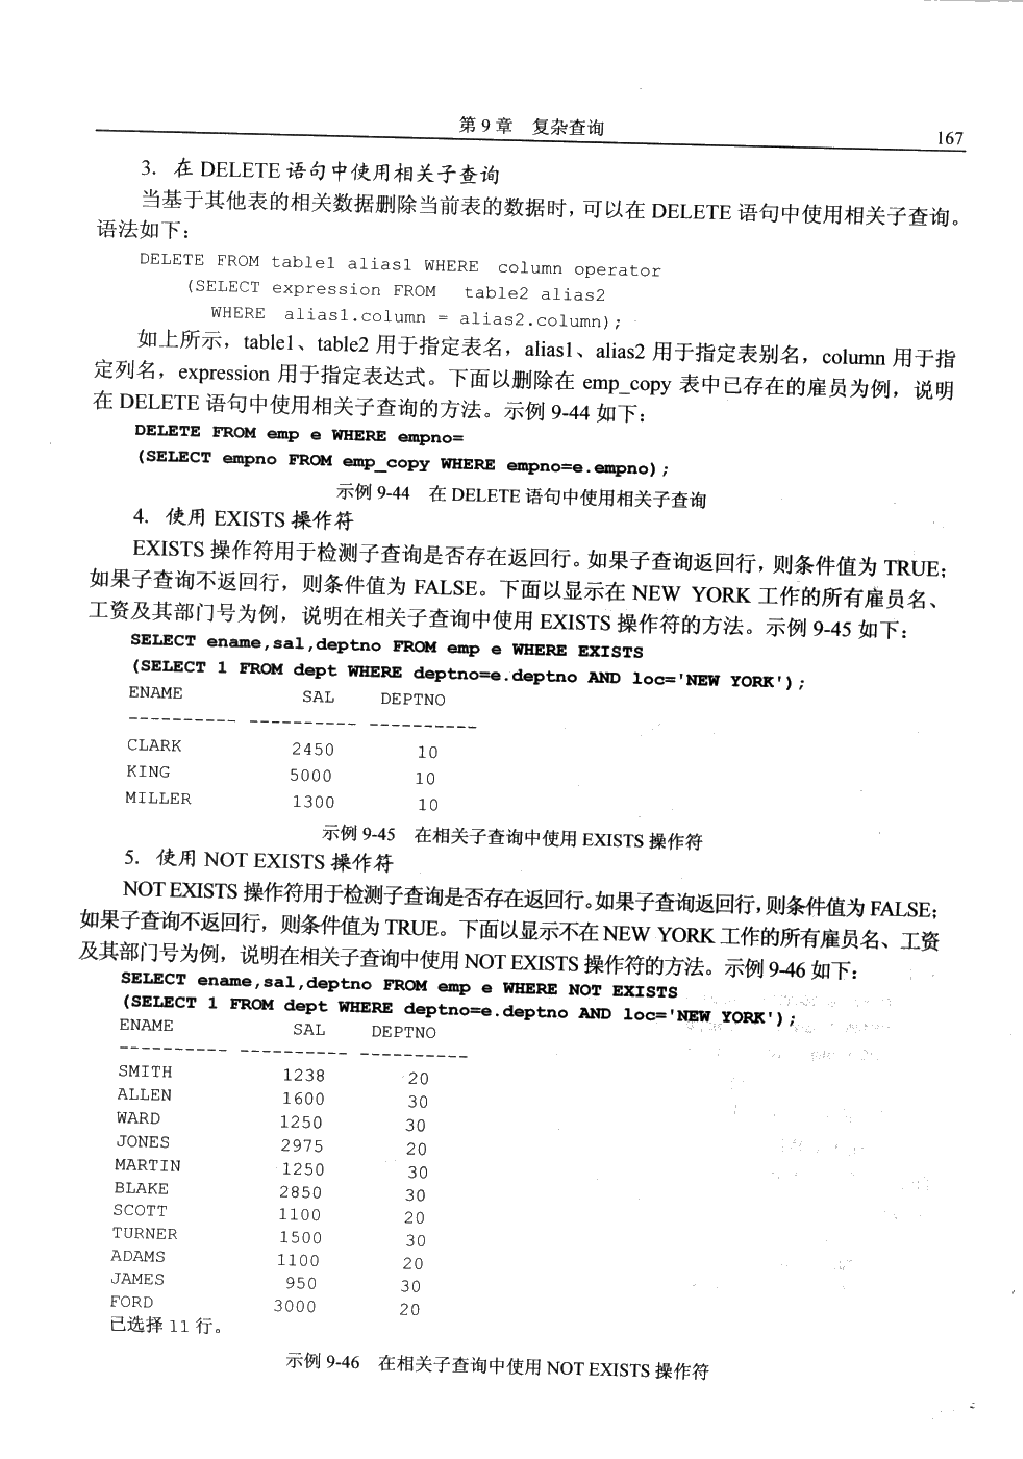 第9章 复杂查询
167
3. 在 DELETE 语句中使用相关子查询
当基于其他表的相关数据删除当前表的数据时,可以在 DELETE 语句中使用相关子查询。
语法如下:
DELETE FROM table1 alias1 WHERE column operator
(SELECT expression FROM table2 alias2
WHERE alias1.column = alias2.column);
如上所示，table1、table2 用于指定表名，alias1、alias2 用于指定表别名，column 用于指
定列名，expression 用于指定表达式。下面以删除在 emp_copy 表中已存在的雇员为例，说明
在 DELETE 语句中使用相关子查询的方法。示例 9-44 如下:
DELETE FROM emp e WHERE empno=
(SELECT empno FROM emp_copy WHERE empno=e.empno);
示例 9-44 在 DELETE 语句中使用相关子查询
4. 使用 EXISTS 操作符
EXISTS 操作符用于检测子查询是否存在返回行。如果子查询返回行，则条件值为 TRUE;
如果子查询不返回行，则条件值为 FALSE。下面以显示在 NEW YORK 工作的所有雇员名、
工资及其部门号为例，说明在相关子查询中使用 EXISTS 操作符的方法。示例 9-45 如下:
SELECT ename,sal,deptno FROM emp e WHERE EXISTS
(SELECT 1 FROM dept WHERE deptno=e.deptno AND loc='NEW YORK');
ENAME SAL DEPTNO
---------- ---------- ----------
CLARK 2450 10
KING 5000 10
MILLER 1300 10
示例 9-45 在相关子查询中使用 EXISTS 操作符
5. 使用 NOT EXISTS 操作符
NOT EXISTS 操作符用于检测子查询是否存在返回行。如果子查询返回行,则条件值为 FALSE;
如果子查询不返回行，则条件值为 TRUE。下面以显示不在 NEW YORK 工作的所有雇员名、工资
及其部门号为例，说明在相关子查询中使用 NOT EXISTS 操作符的方法。示例 9-46 如下:
SELECT ename,sal,deptno FROM emp e WHERE NOT EXISTS
(SELECT 1 FROM dept WHERE deptno=e.deptno AND loc='NEW YORK');
ENAME SAL DEPTNO
---------- ---------- ----------
SMITH 1238 20
ALLEN 1600 30
WARD 1250 30
JONES 2975 20
MARTIN 1250 30
BLAKE 2850 30
SCOTT 1100 20
TURNER 1500 30
ADAMS 1100 20
JAMES 950 30
FORD 3000 20
已选择 11 行。
示例 9-46 在相关子查询中使用 NOT EXISTS 操作符